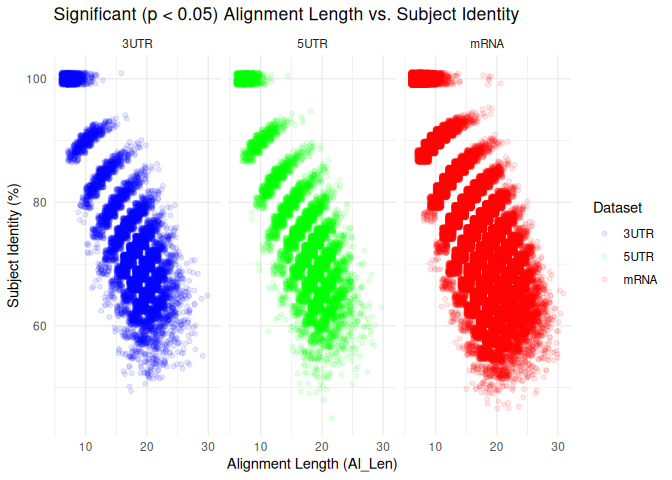 Significant (p < 0.05) Alignment Length vs. Subject Identity
3UTR 5UTR mRNA
100
80
60
Subject Identity (%)
10 20 30 10 20 30 10 20 30
Alignment Length (Al_Len)
Dataset
3UTR
5UTR
mRNA